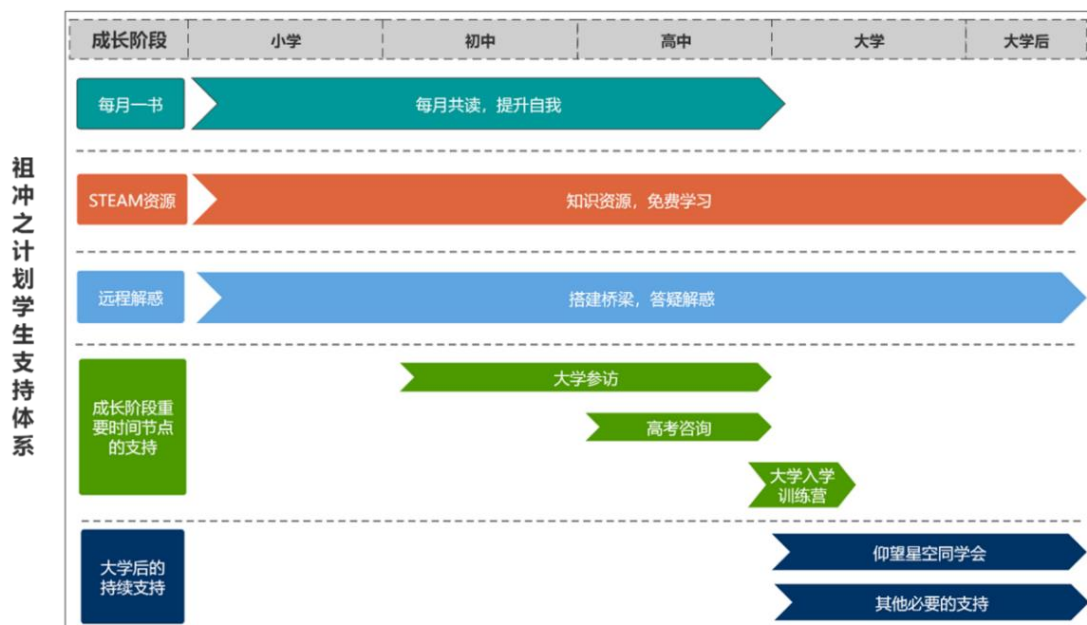 祖冲之计划学生支持体系
成长阶段
小学
初中
高中
大学
大学后
每月一书
每月共读，提升自我
STEAM资源
知识资源，免费学习
远程解惑
搭建桥梁，答疑解惑
成长阶段重
要时间节点
的支持
大学参访
高考咨询
大学入学
训练营
大学后的
持续支持
仰望星空同学会
其他必要的支持